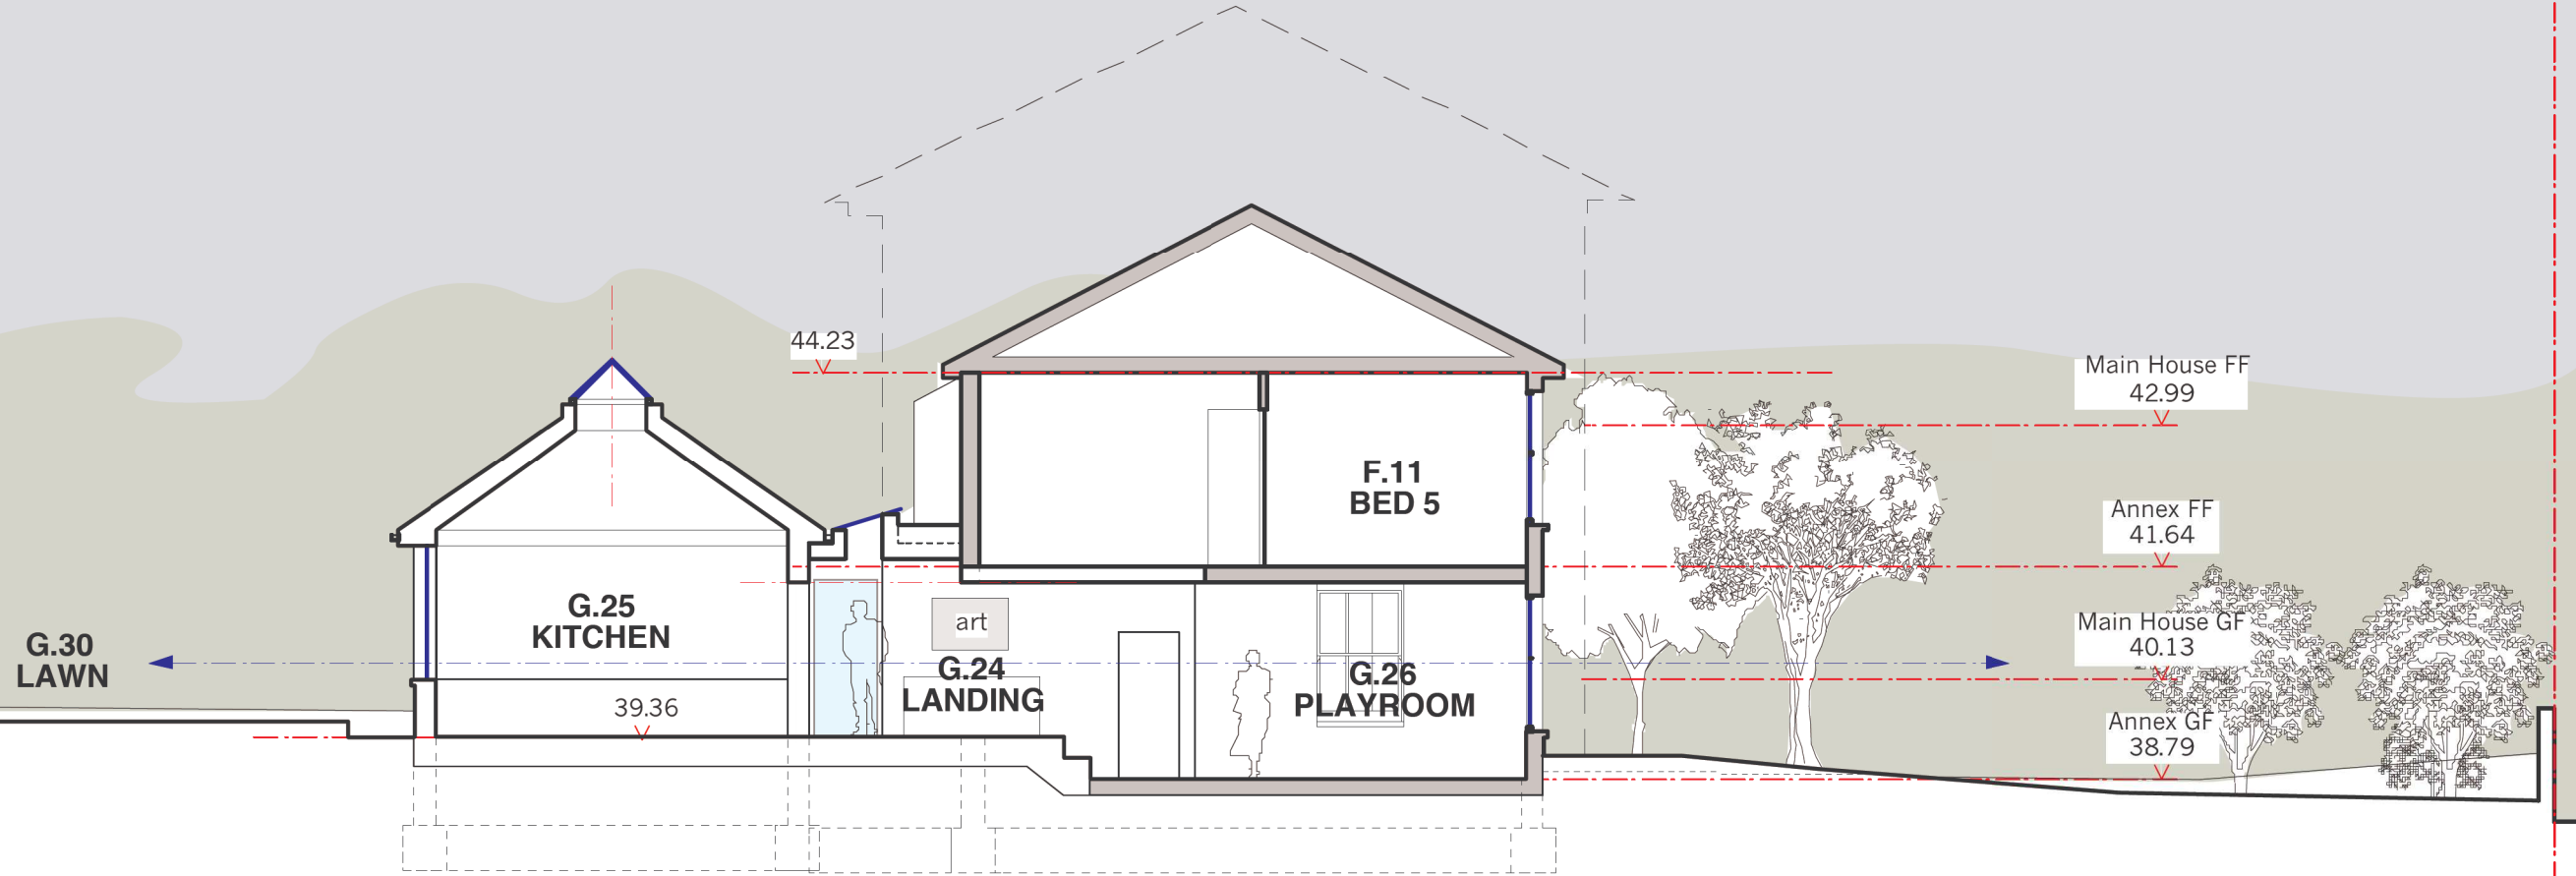 44.23
Main House FF
42.99
F.11
BED 5
Annex FF
41.64
G.25
KITCHEN
art
Main House GF
40.13
G.30
LAWN
G.24
LANDING
G.26
PLAYROOM
39.36
Annex GF
38.79